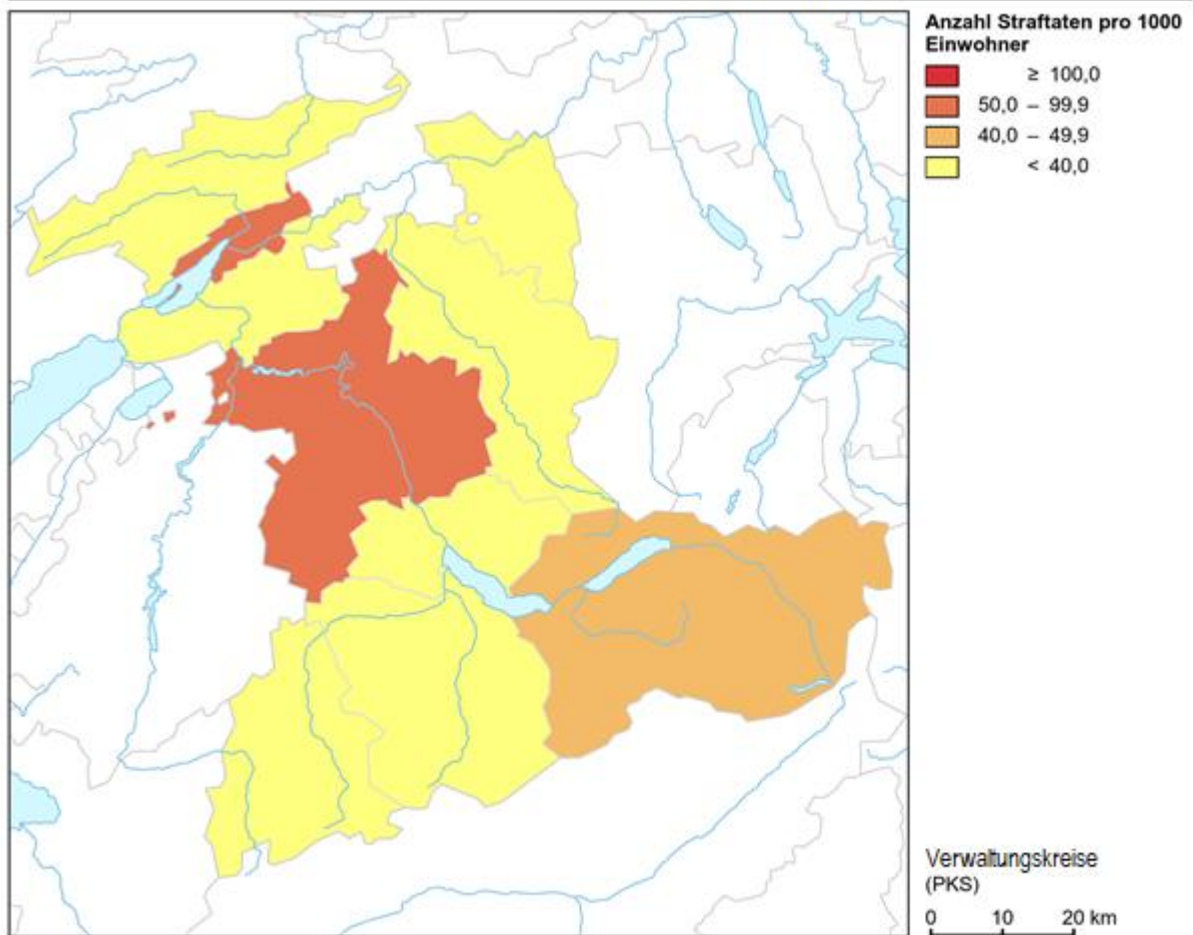 Anzahl Straftaten pro 1000
Einwohner
≥ 100,0
50,0 – 99,9
40,0 – 49,9
< 40,0
Verwaltungskreise
(PKS)
0 10 20 km